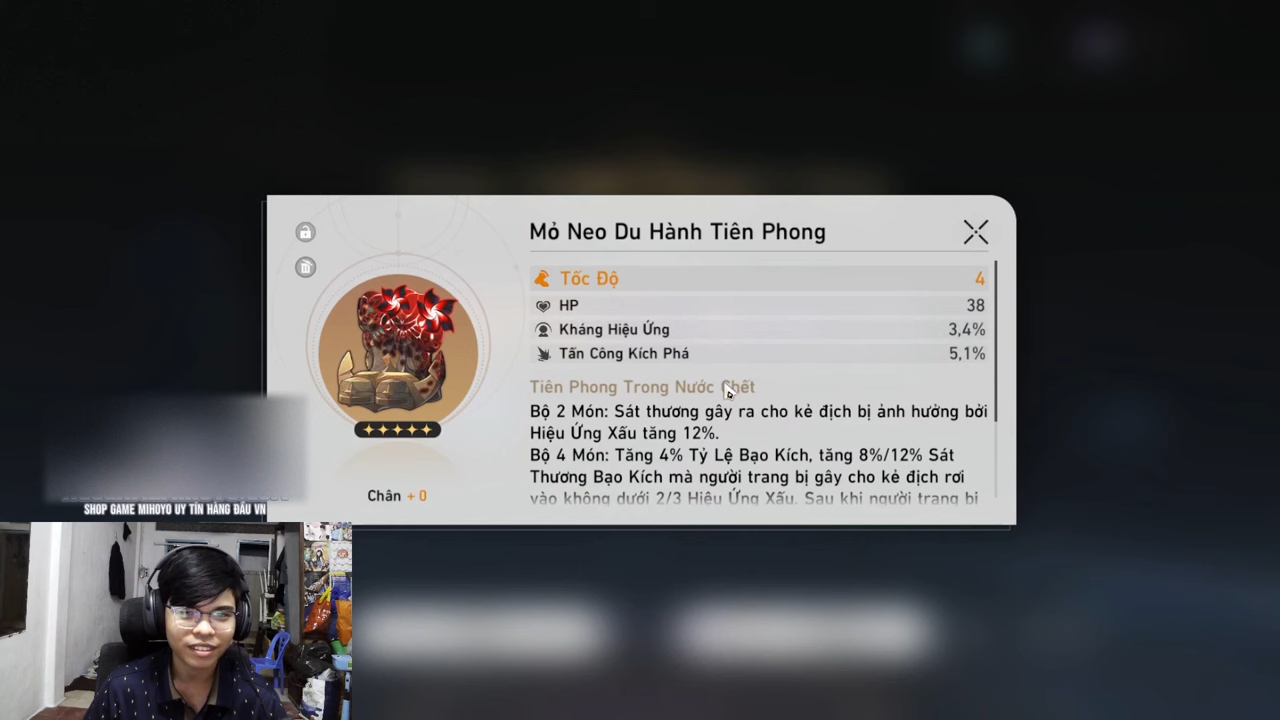 Mỏ Neo Du Hành Tiên Phong
Tốc Độ 4
HP 38
Kháng Hiệu Ứng 3,4%
Tấn Công Kích Phá 5,1%
Tiên Phong Trong Nước Chết
Bộ 2 Món: Sát thương gây ra cho kẻ địch bị ảnh hưởng bởi
Hiệu Ứng Xấu tăng 12%.
Bộ 4 Món: Tăng 4% Tỷ Lệ Bạo Kích, tăng 8%/12% Sát
Thương Bạo Kích mà người trang bị gây cho kẻ địch rơi
vào không dưới 2/3 Hiệu Ứng Xấu. Sau khi người trang bị
Chân + 0
SHOP GAME MIHOYO UY TÍN HÀNG ĐẦU VN